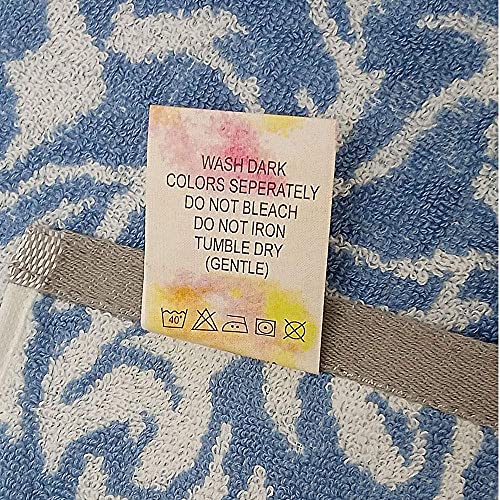 WASH DARK
COLORS SEPERATELY
DO NOT BLEACH
DO NOT IRON
TUMBLE DRY
(GENTLE)
40°